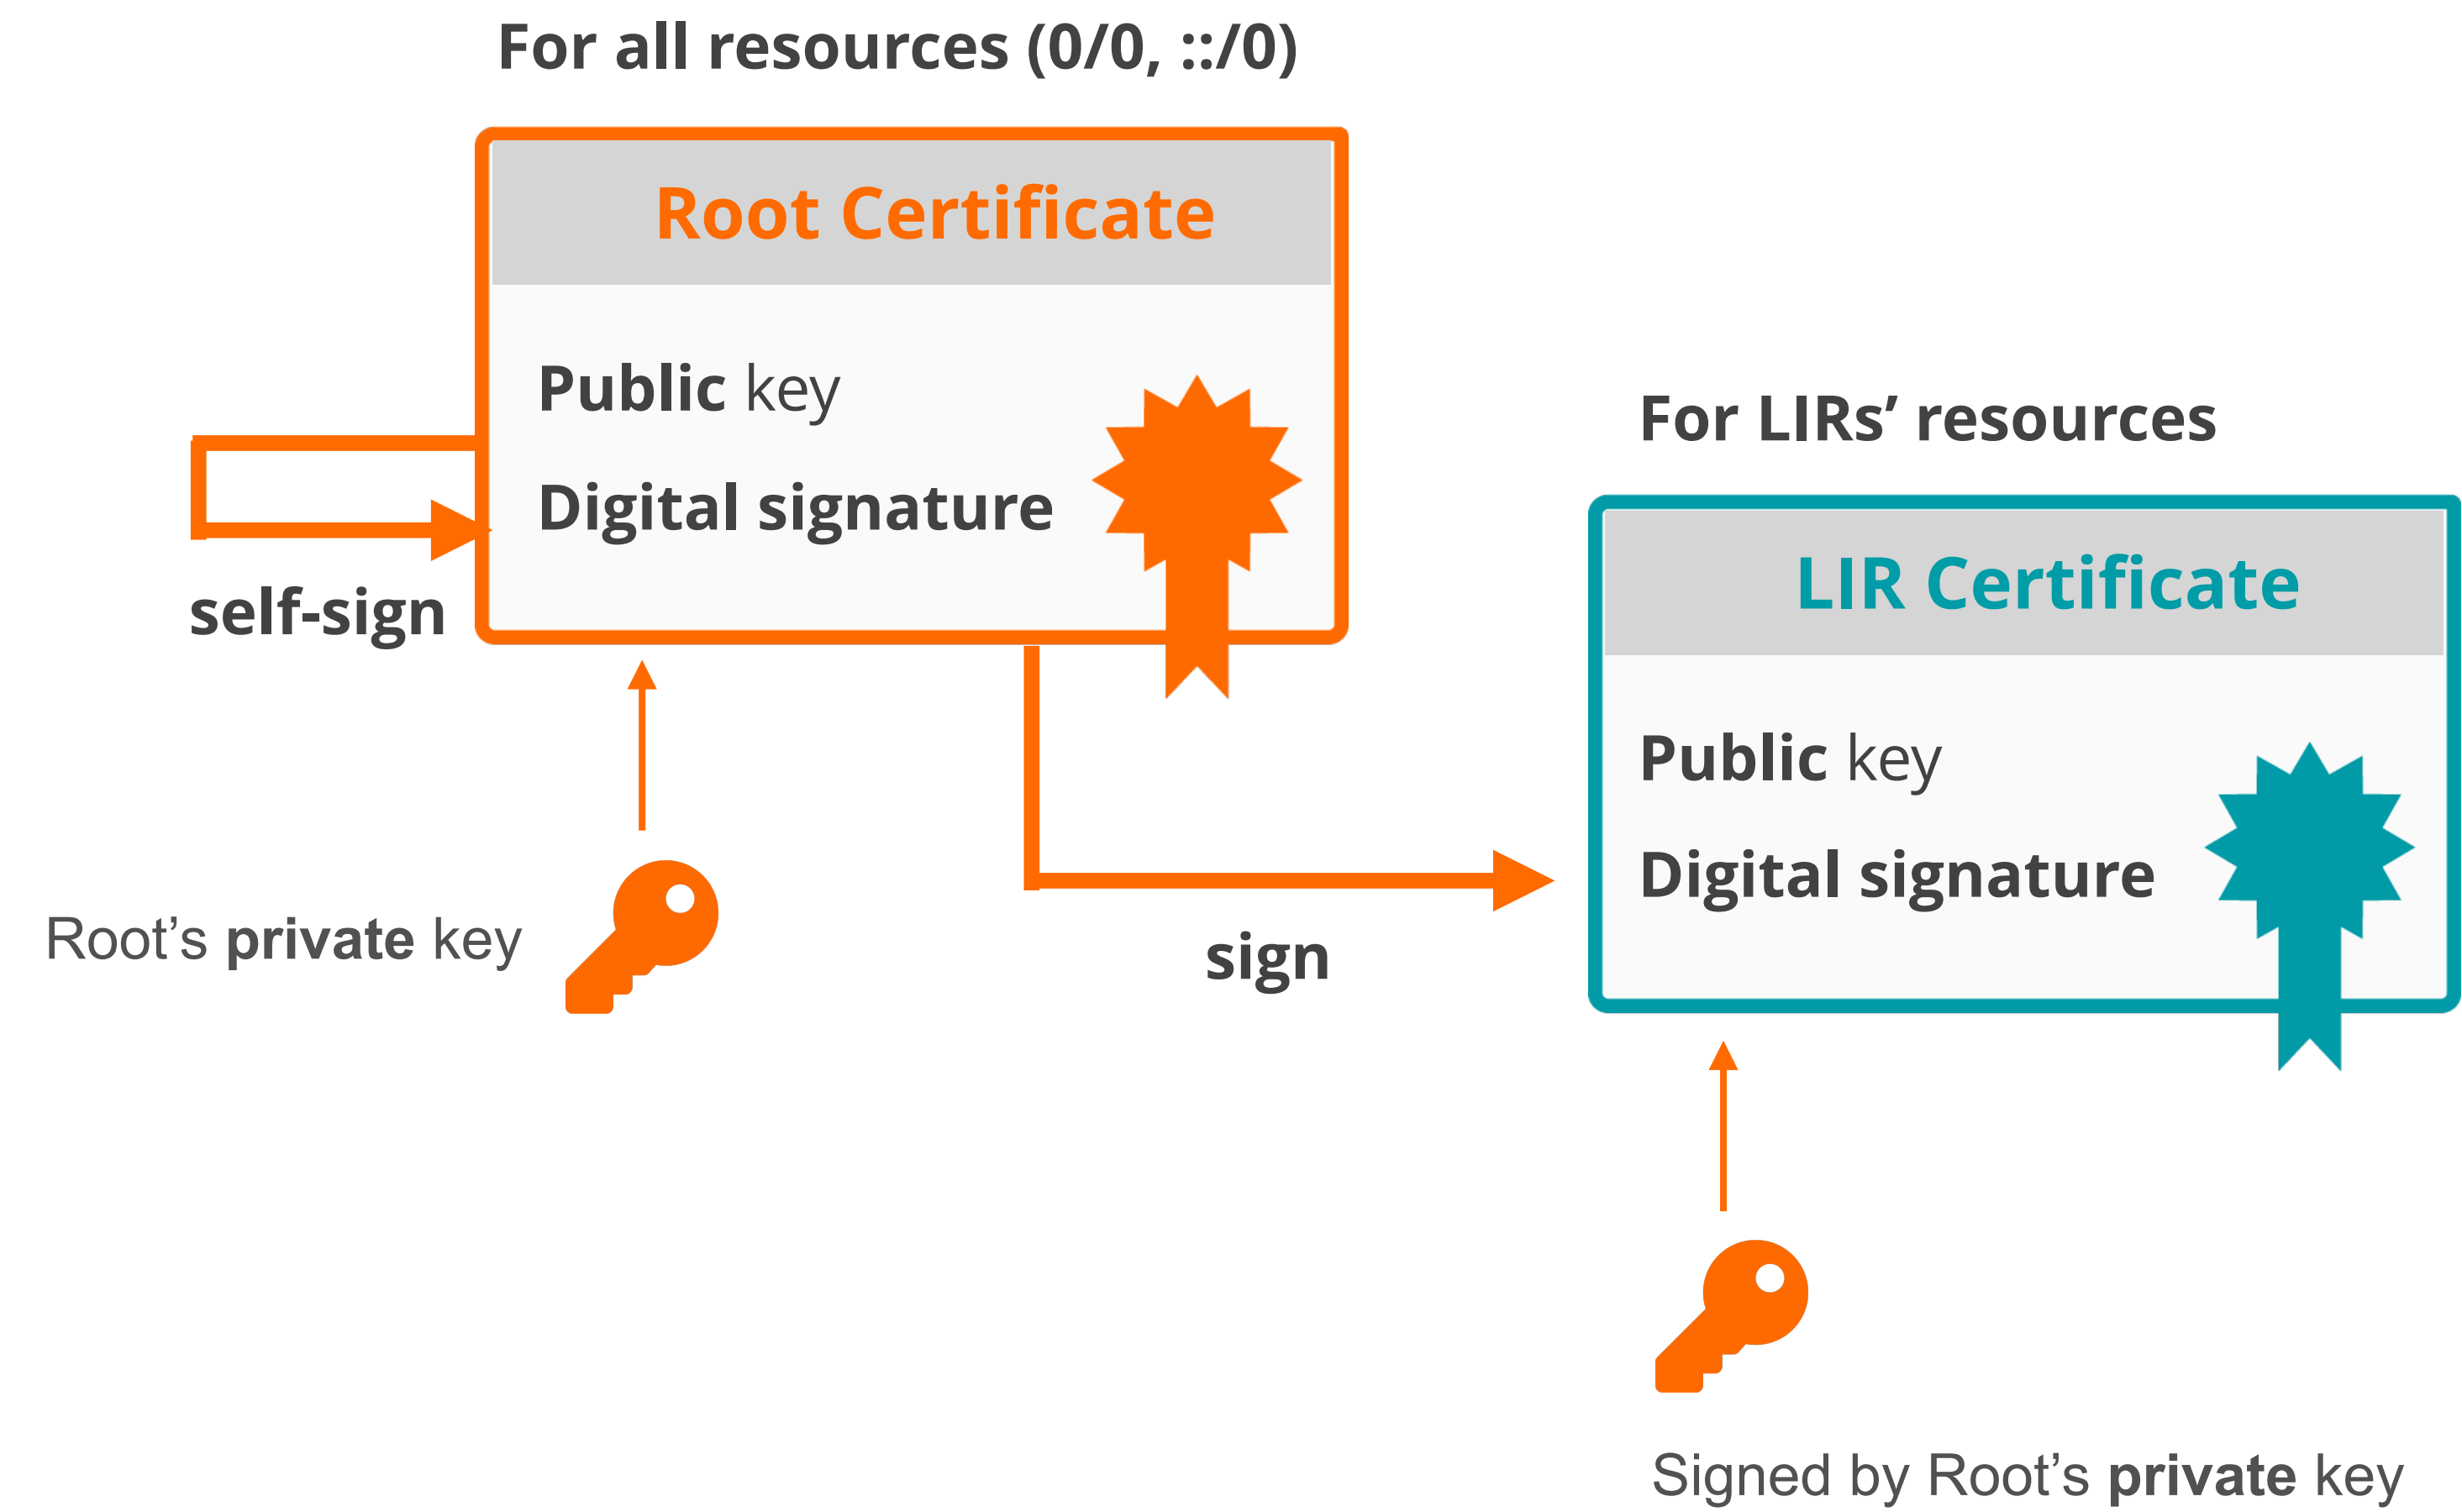 For all resources (0/0, ::/0)
Root Certificate
Public key
Digital signature
self-sign
Root’s private key
sign
For LIRs’ resources
LIR Certificate
Public key
Digital signature
Signed by Root’s private key